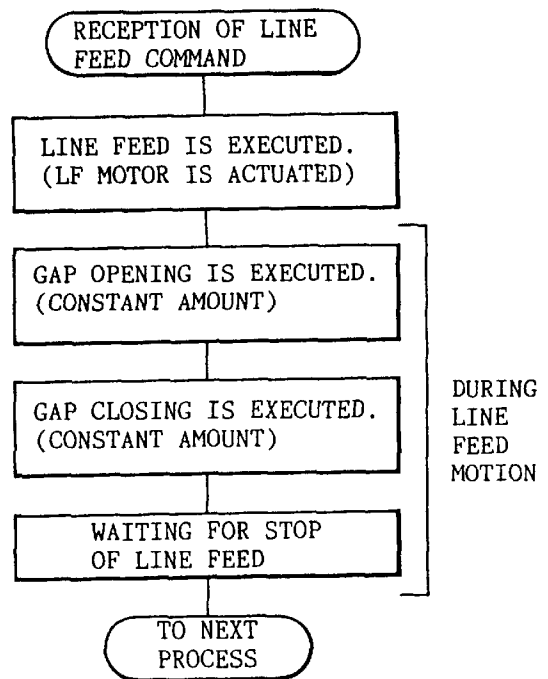 RECEPTION OF LINE
FEED COMMAND
LINE FEED IS EXECUTED.
(LF MOTOR IS ACTUATED)
GAP OPENING IS EXECUTED.
(CONSTANT AMOUNT)
GAP CLOSING IS EXECUTED.
(CONSTANT AMOUNT)
WAITING FOR STOP
OF LINE FEED
DURING
LINE
FEED
MOTION
TO NEXT
PROCESS